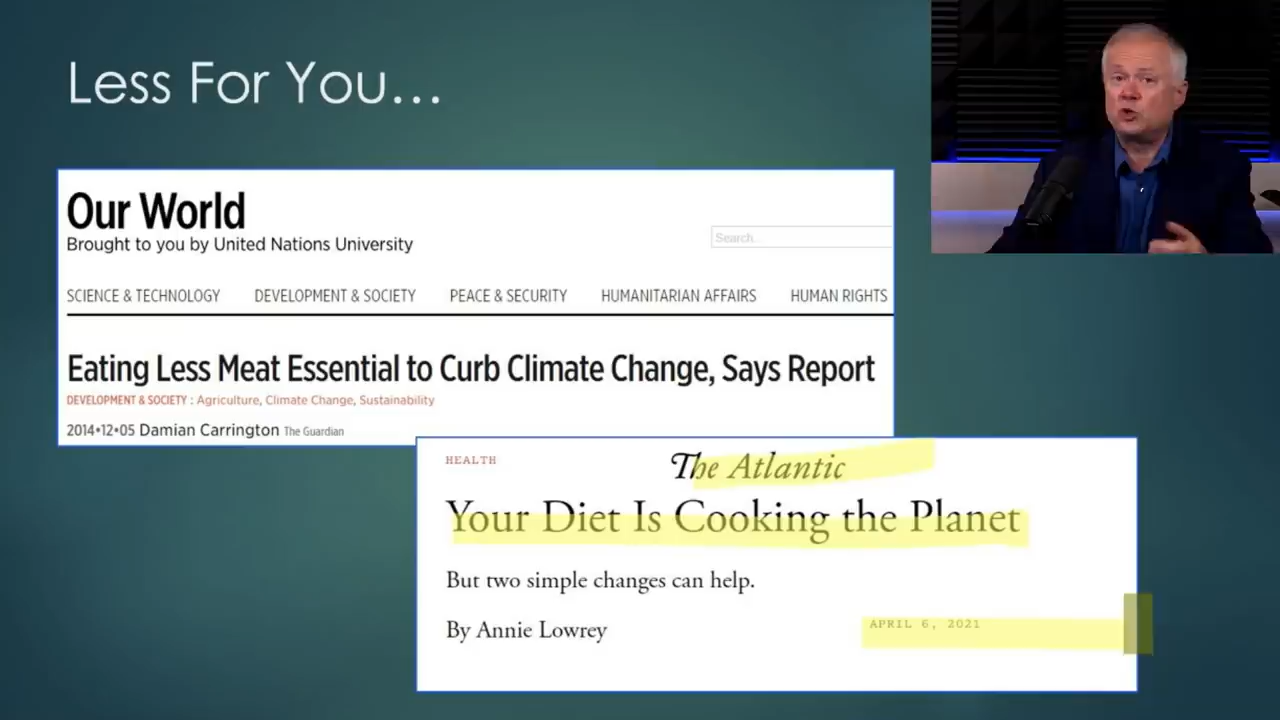 Less For You...
Our World
Brought to you by United Nations University
Search...
SCIENCE & TECHNOLOGY DEVELOPMENT & SOCIETY PEACE & SECURITY HUMANITARIAN AFFAIRS HUMAN RIGHTS
Eating Less Meat Essential to Curb Climate Change, Says Report
DEVELOPMENT & SOCIETY : Agriculture, Climate Change, Sustainability
2014•12•05 Damian Carrington The Guardian
HEALTH
The Atlantic
Your Diet Is Cooking the Planet
But two simple changes can help.
By Annie Lowrey
APRIL 6, 2021